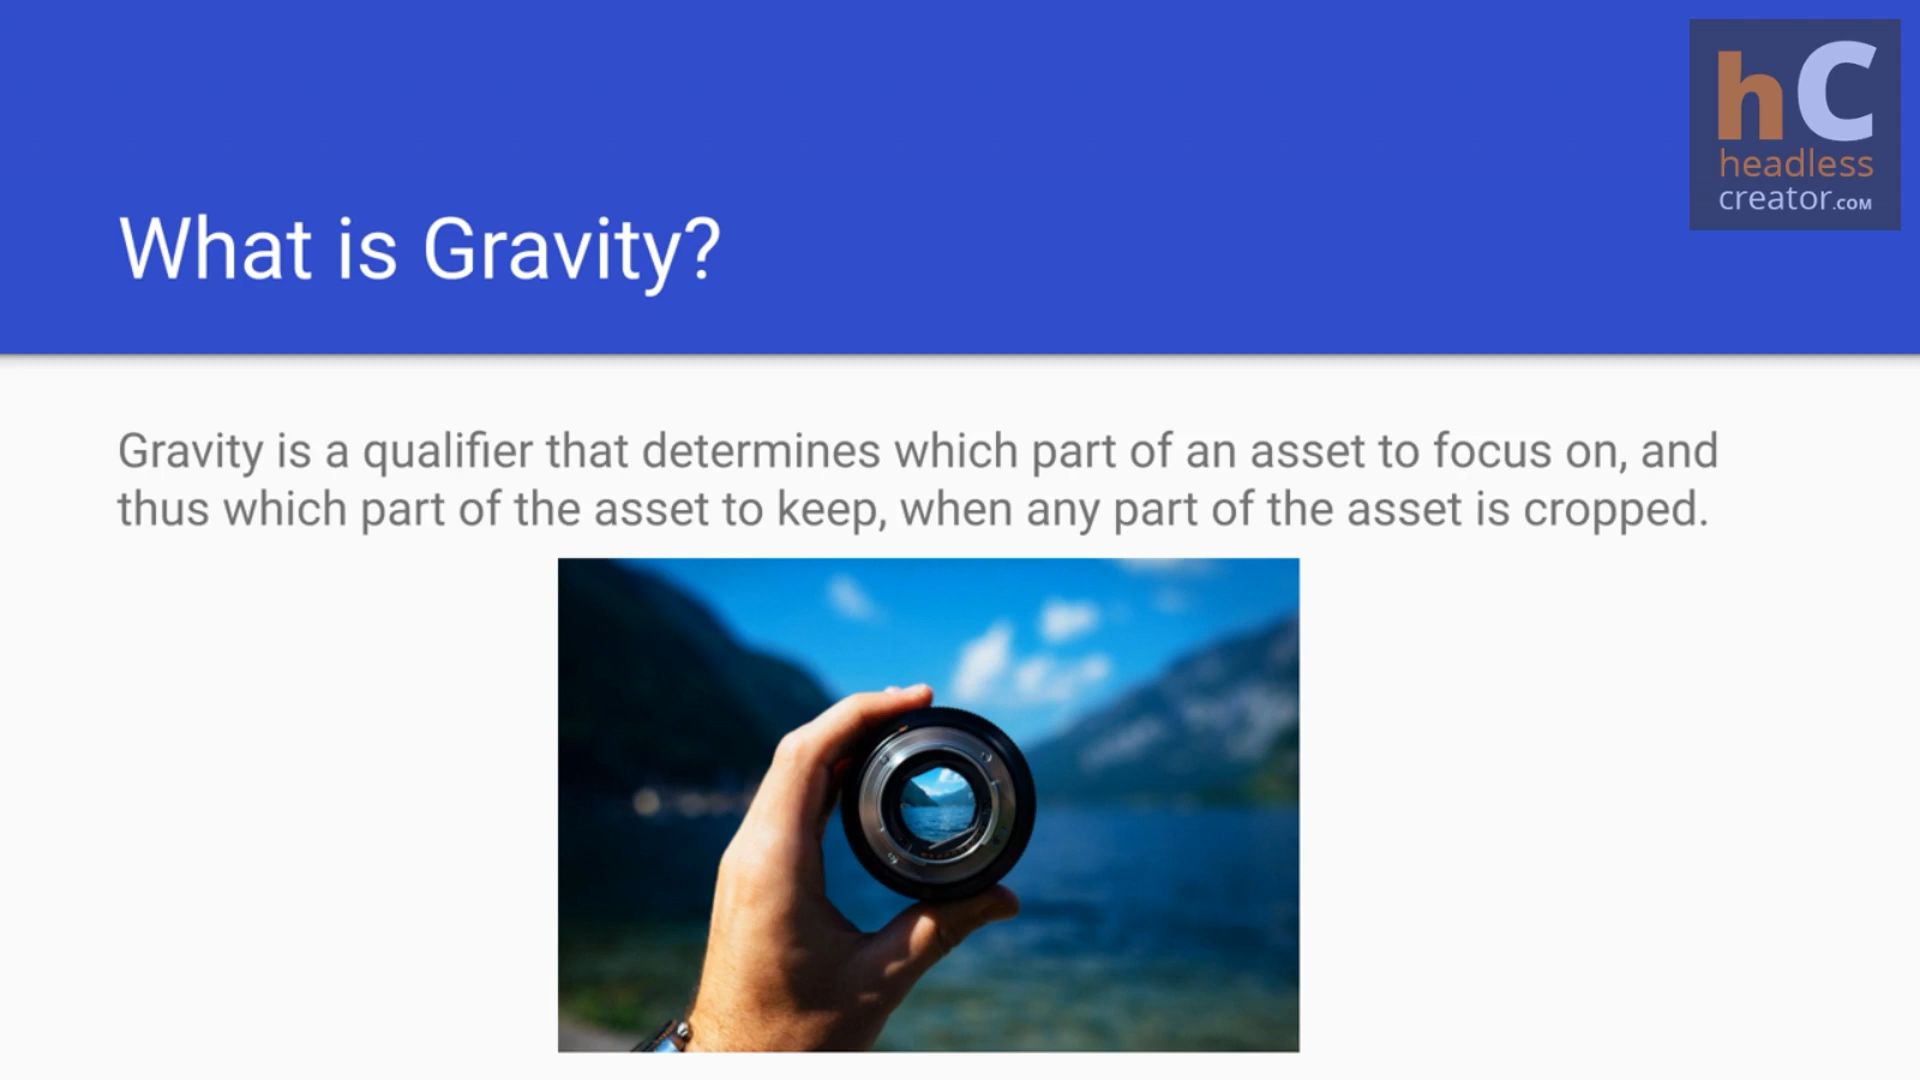 hC
headless
creator.COM
What is Gravity?
Gravity is a qualifier that determines which part of an asset to focus on, and
thus which part of the asset to keep, when any part of the asset is cropped.